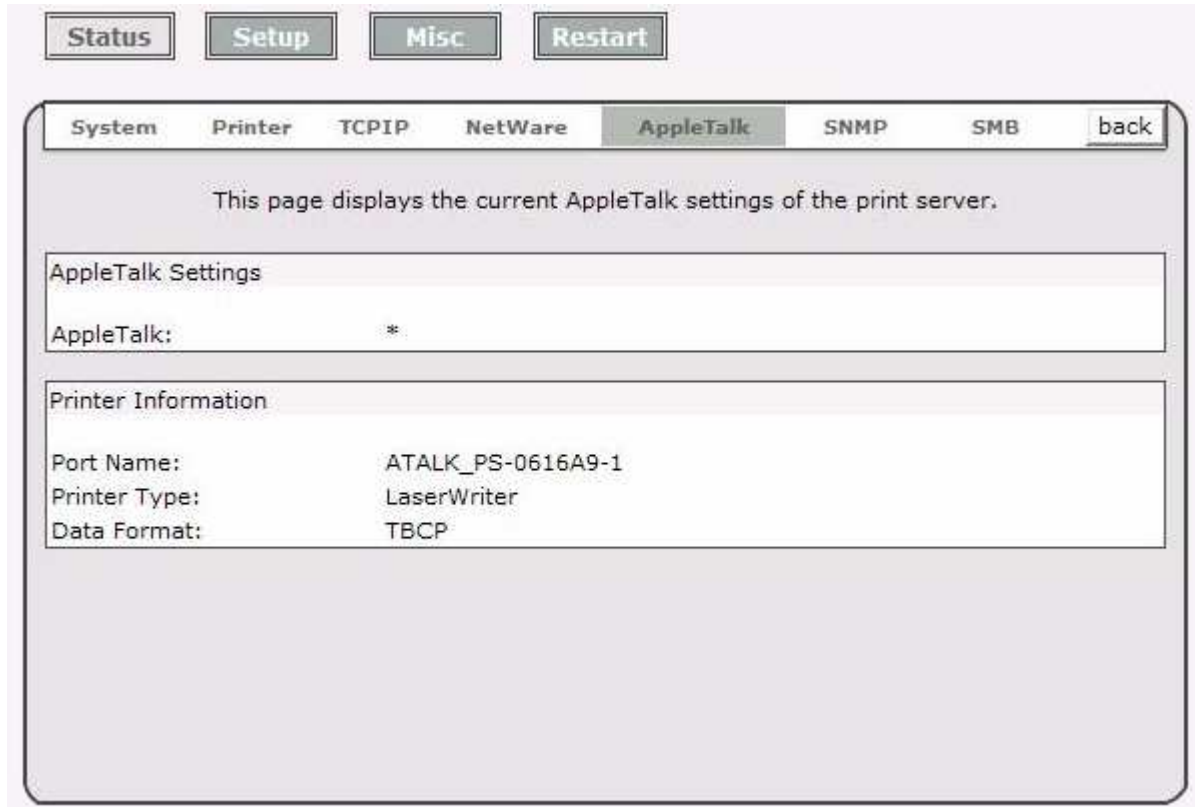 Status Setup Misc Restart
System Printer TCPIP NetWare AppleTalk SNMP SMB back
This page displays the current AppleTalk settings of the print server.
AppleTalk Settings
AppleTalk: *
Printer Information
Port Name: ATALK_PS-0616A9-1
Printer Type: LaserWriter
Data Format: TBCP